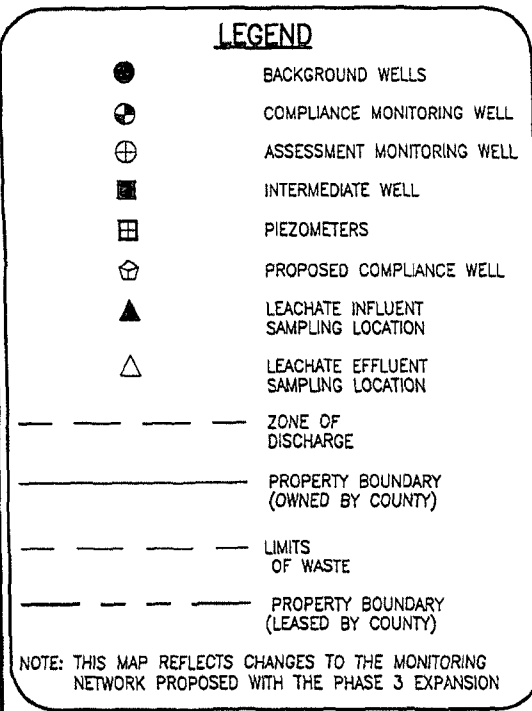 LEGEND
BACKGROUND WELLS
COMPLIANCE MONITORING WELL
ASSESSMENT MONITORING WELL
INTERMEDIATE WELL
PIEZOMETERS
PROPOSED COMPLIANCE WELL
LEACHATE INFLUENT
SAMPLING LOCATION
LEACHATE EFFLUENT
SAMPLING LOCATION
ZONE OF
DISCHARGE
PROPERTY BOUNDARY
(OWNED BY COUNTY)
LIMITS
OF WASTE
PROPERTY BOUNDARY
(LEASED BY COUNTY)
NOTE: THIS MAP REFLECTS CHANGES TO THE MONITORING
NETWORK PROPOSED WITH THE PHASE 3 EXPANSION